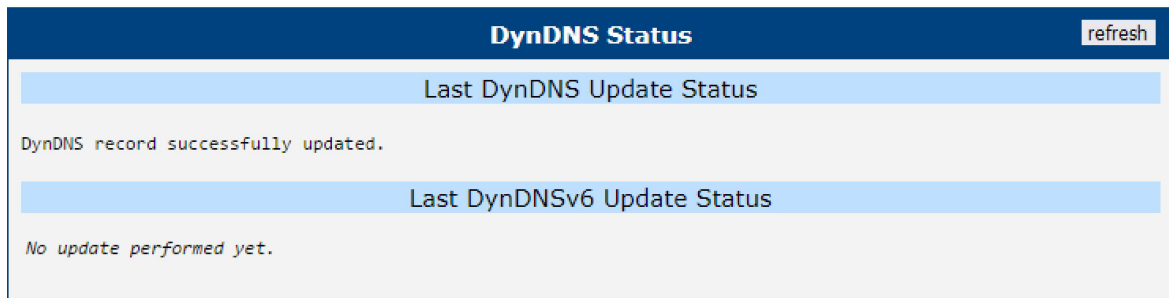 DynDNS Status
refresh
Last DynDNS Update Status
DynDNS record successfully updated.
Last DynDNSv6 Update Status
No update performed yet.